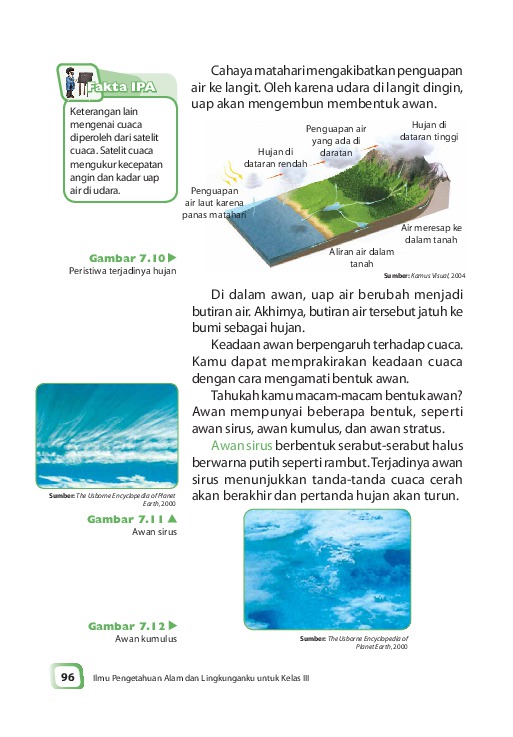 Fakta IPA
Keterangan lain
mengenai cuaca
diperoleh dari satelit
cuaca. Satelit cuaca
mengukur kecepatan
angin dan kadar uap
air di udara.
Cahaya matahari mengakibatkan penguapan
air ke langit. Oleh karena udara di langit dingin,
uap akan mengembun membentuk awan.
Penguapan
air laut karena
panas matahari
Hujan di
dataran rendah
Penguapan air
yang ada di
daratan
Hujan di
dataran tinggi
Air meresap ke
dalam tanah
Aliran air dalam
tanah
Sumber: Kamus Visual, 2004
Gambar 7.10
Peristiwa terjadinya hujan
Di dalam awan, uap air berubah menjadi
butiran air. Akhirnya, butiran air tersebut jatuh ke
bumi sebagai hujan.
Keadaan awan berpengaruh terhadap cuaca.
Kamu dapat memprakirakan keadaan cuaca
dengan cara mengamati bentuk awan.
Tahukah kamu macam-macam bentuk awan?
Awan mempunyai beberapa bentuk, seperti
awan sirus, awan kumulus, dan awan stratus.
Awan sirus berbentuk serabut-serabut halus
berwarna putih seperti rambut. Terjadinya awan
sirus menunjukkan tanda-tanda cuaca cerah
akan berakhir dan pertanda hujan akan turun.
Sumber: The Usborne Encyclopedia of Planet
Earth, 2000
Gambar 7.11
Awan sirus
Gambar 7.12
Awan kumulus
Sumber: The Usborne Encyclopedia of
Planet Earth, 2000
96
Ilmu Pengetahuan Alam dan Lingkunganku untuk Kelas III